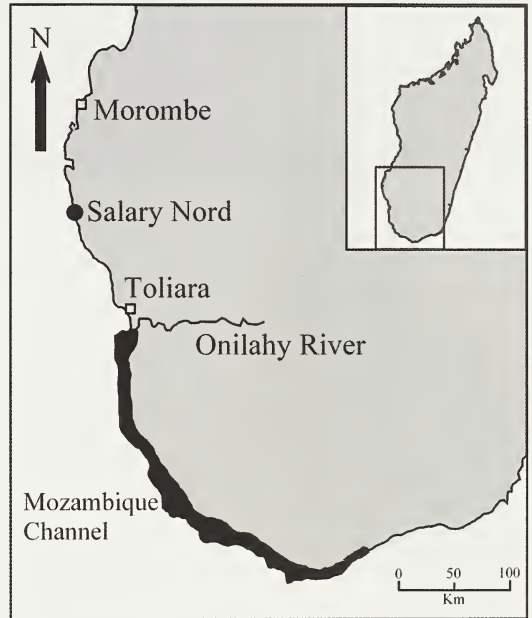 N
Morombe
Salary Nord
Toliara
Onilahy River
Mozambique
Channel
0 50 100
Km